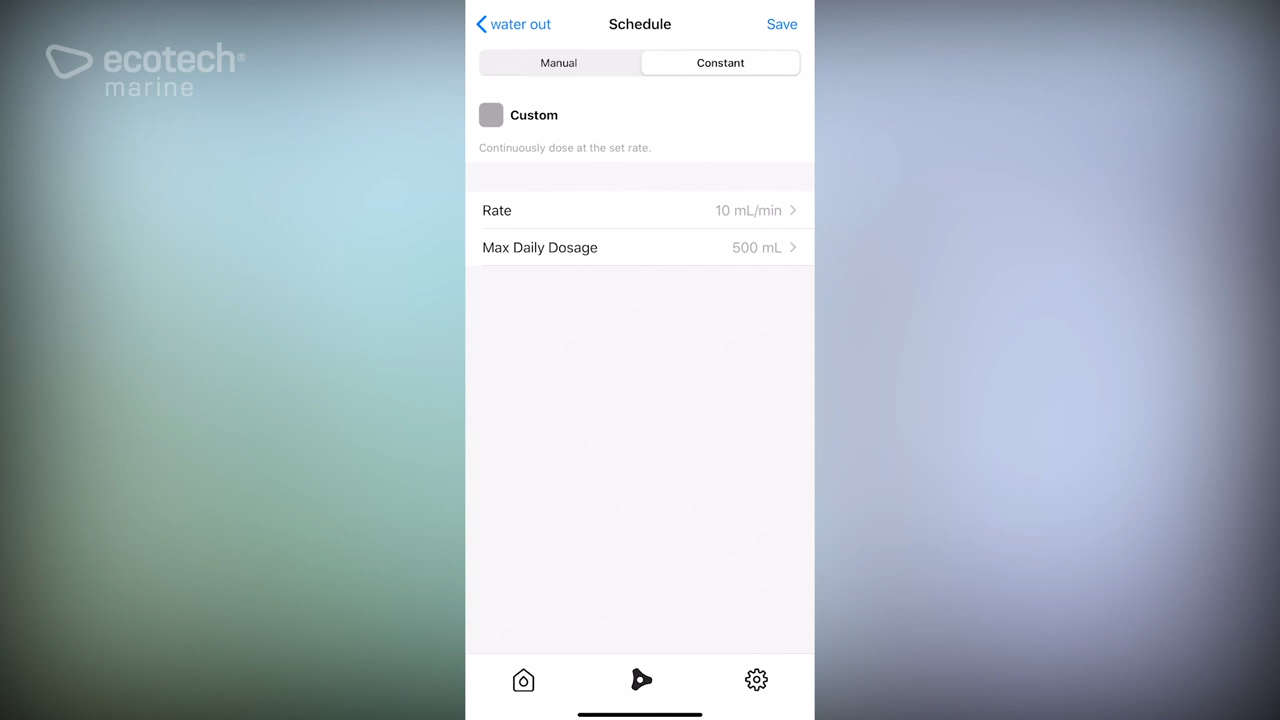 ecotech®
marine
water out
Schedule
Save
Manual
Constant
Custom
Continuously dose at the set rate.
Rate
10 mL/min
Max Daily Dosage
500 mL